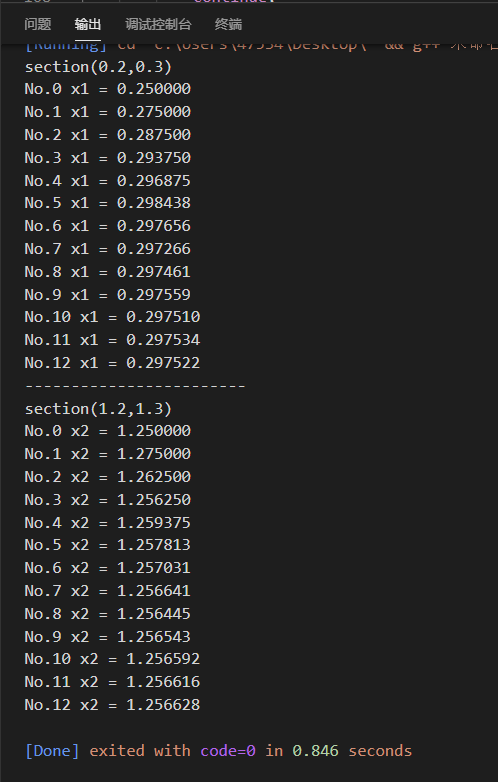 continue;
问题 输出 调试控制台 终端
[Running] cd "C:\Users\47554\Desktop\" && g++
section(0.2,0.3)
No.0 x1 = 0.250000
No.1 x1 = 0.275000
No.2 x1 = 0.287500
No.3 x1 = 0.293750
No.4 x1 = 0.296875
No.5 x1 = 0.298438
No.6 x1 = 0.297656
No.7 x1 = 0.297266
No.8 x1 = 0.297461
No.9 x1 = 0.297559
No.10 x1 = 0.297510
No.11 x1 = 0.297534
No.12 x1 = 0.297522
------------------------
section(1.2,1.3)
No.0 x2 = 1.250000
No.1 x2 = 1.275000
No.2 x2 = 1.262500
No.3 x2 = 1.256250
No.4 x2 = 1.259375
No.5 x2 = 1.257813
No.6 x2 = 1.257031
No.7 x2 = 1.256641
No.8 x2 = 1.256445
No.9 x2 = 1.256543
No.10 x2 = 1.256592
No.11 x2 = 1.256616
No.12 x2 = 1.256628
[Done] exited with code=0 in 0.846 seconds